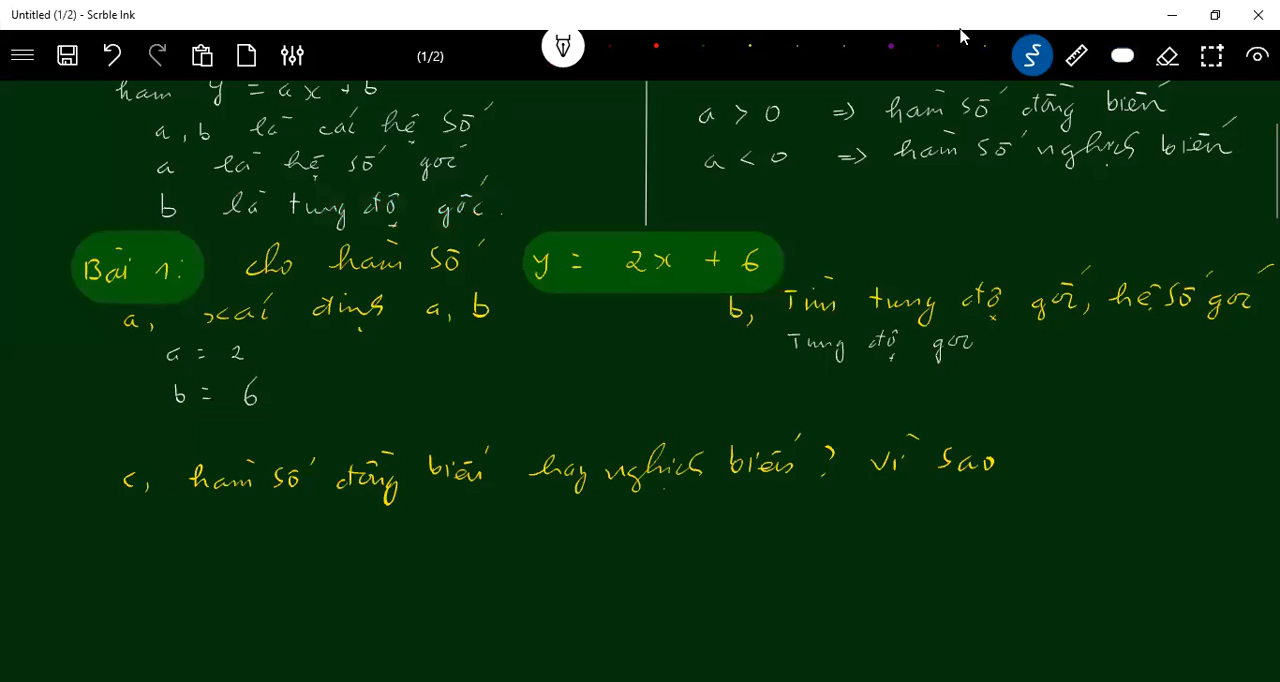 Untitled (1/2) - Scrble Ink
(1/2)
hàm y = ax + b
a, b là các hệ số
a là hệ số góc
b là tung độ gốc.
a > 0 => hàm số đồng biến
a < 0 => hàm số nghịch biến
Bài 1: cho hàm số y = 2x + 6
a, xác định a, b
a = 2
b = 6
b, Tìm tung độ gốc, hệ số góc
Tung độ gốc
c, hàm số đồng biến hay nghịch biến? vì sao